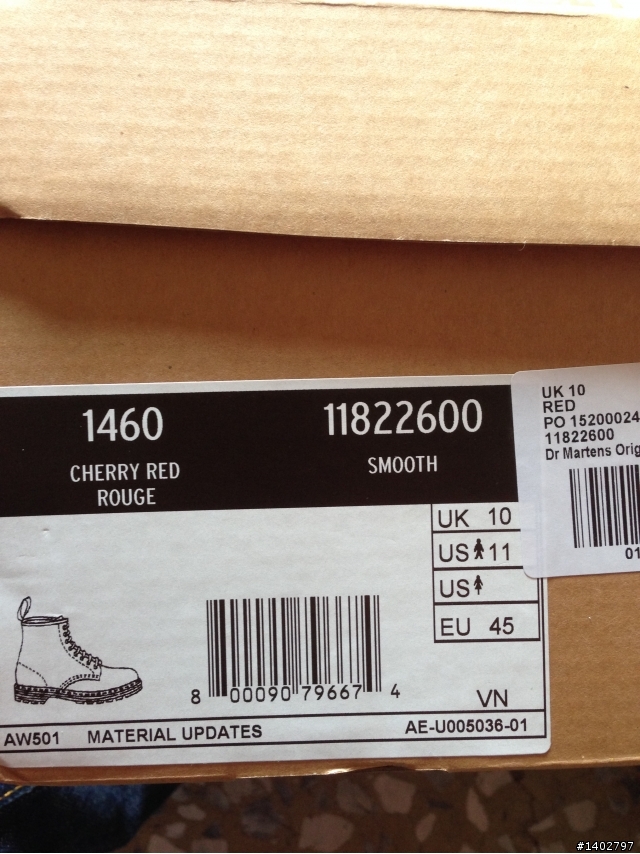 1460
CHERRY RED
ROUGE
11822600
SMOOTH
UK 10
US 11
US
EU 45
8 00090 79667 4
VN
AW501 MATERIAL UPDATES
AE-U005036-01
UK 10
RED
PO 15200024
11822600
Dr Martens Orig
01
#1402797